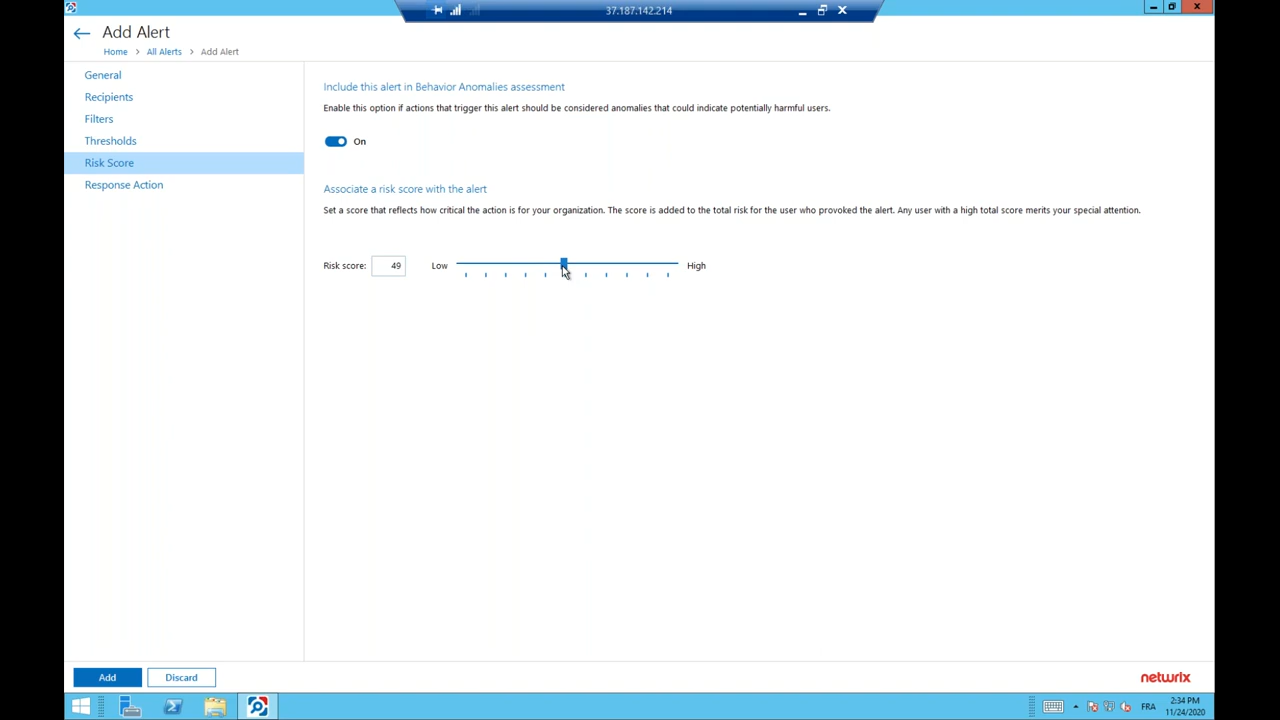 37.187.142.214
Add Alert
Home > All Alerts > Add Alert
General
Recipients
Filters
Thresholds
Risk Score
Response Action
Include this alert in Behavior Anomalies assessment
Enable this option if actions that trigger this alert should be considered anomalies that could indicate potentially harmful users.
On
Associate a risk score with the alert
Set a score that reflects how critical the action is for your organization. The score is added to the total risk for the user who provoked the alert. Any user with a high total score merits your special attention.
Risk score: 49 Low High
Add Discard
netwrix
FRA
2:34 PM
11/24/2020